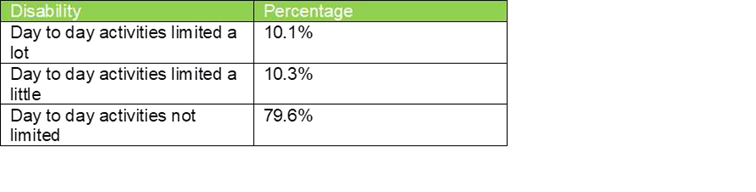 Disability Percentage
Day to day activities limited a 10.1%
lot
Day to day activities limited a 10.3%
little
Day to day activities not 79.6%
limited